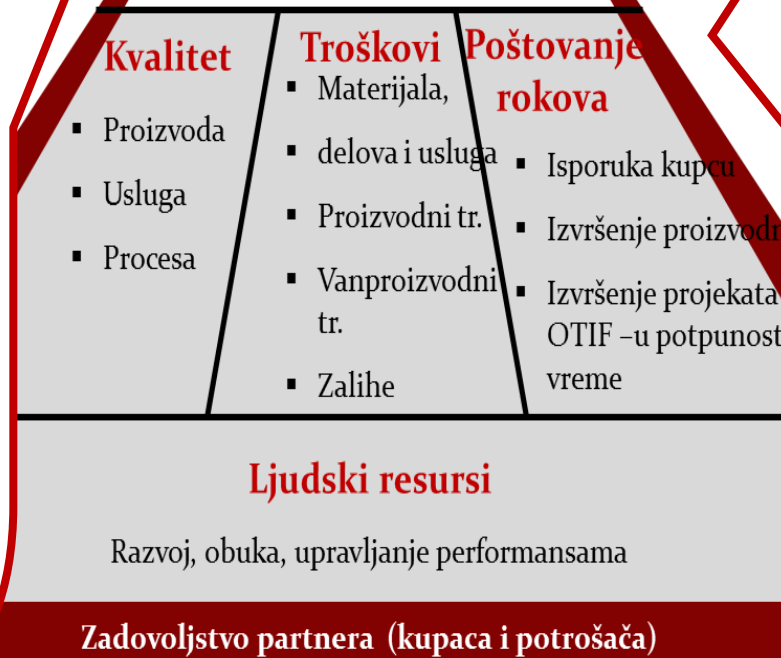 Kvalitet
Proizvoda
Usluga
Procesa
Troškovi
Materijala,
delova i usluga
Proizvodni tr.
Vanproizvodni
tr.
Zalihe
Poštovanje
rokova
Isporuka kupcu
Izvršenje
Izvršenje projekata
OTIF –u
vreme
Ljudski resursi
Razvoj, obuka, upravljanje performansama
Zadovoljstvo partnera (kupaca i potrošača)